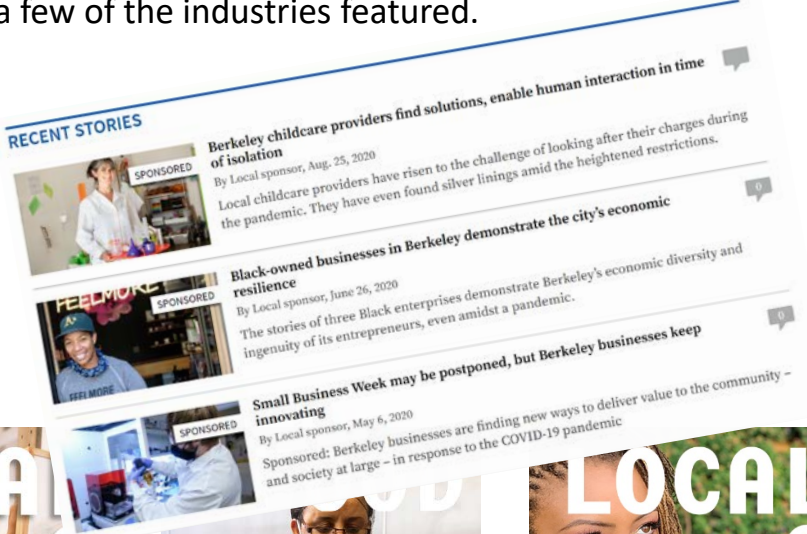 a few of the industries featured.
RECENT STORIES
SPONSORED
Berkeley childcare providers find solutions, enable human interaction in time
of isolation
By Local sponsor, Aug. 25, 2020
Local childcare providers have risen to the challenge of looking after their charges during
the pandemic. They have even found silver linings amid the heightened restrictions.
FEELMORE
SPONSORED
FEELMORE
0
Black-owned businesses in Berkeley demonstrate the city's economic
resilience
By Local sponsor, June 26, 2020
The stories of three Black enterprises demonstrate Berkeley's economic diversity and
ingenuity of its entrepreneurs, even amidst a pandemic.
SPONSORED
0
Small Business Week may be postponed, but Berkeley businesses keep
innovating
By Local sponsor, May 6, 2020
Sponsored: Berkeley businesses are finding new ways to deliver value to the community –
and society at large – in response to the COVID-19 pandemic
LOCAL